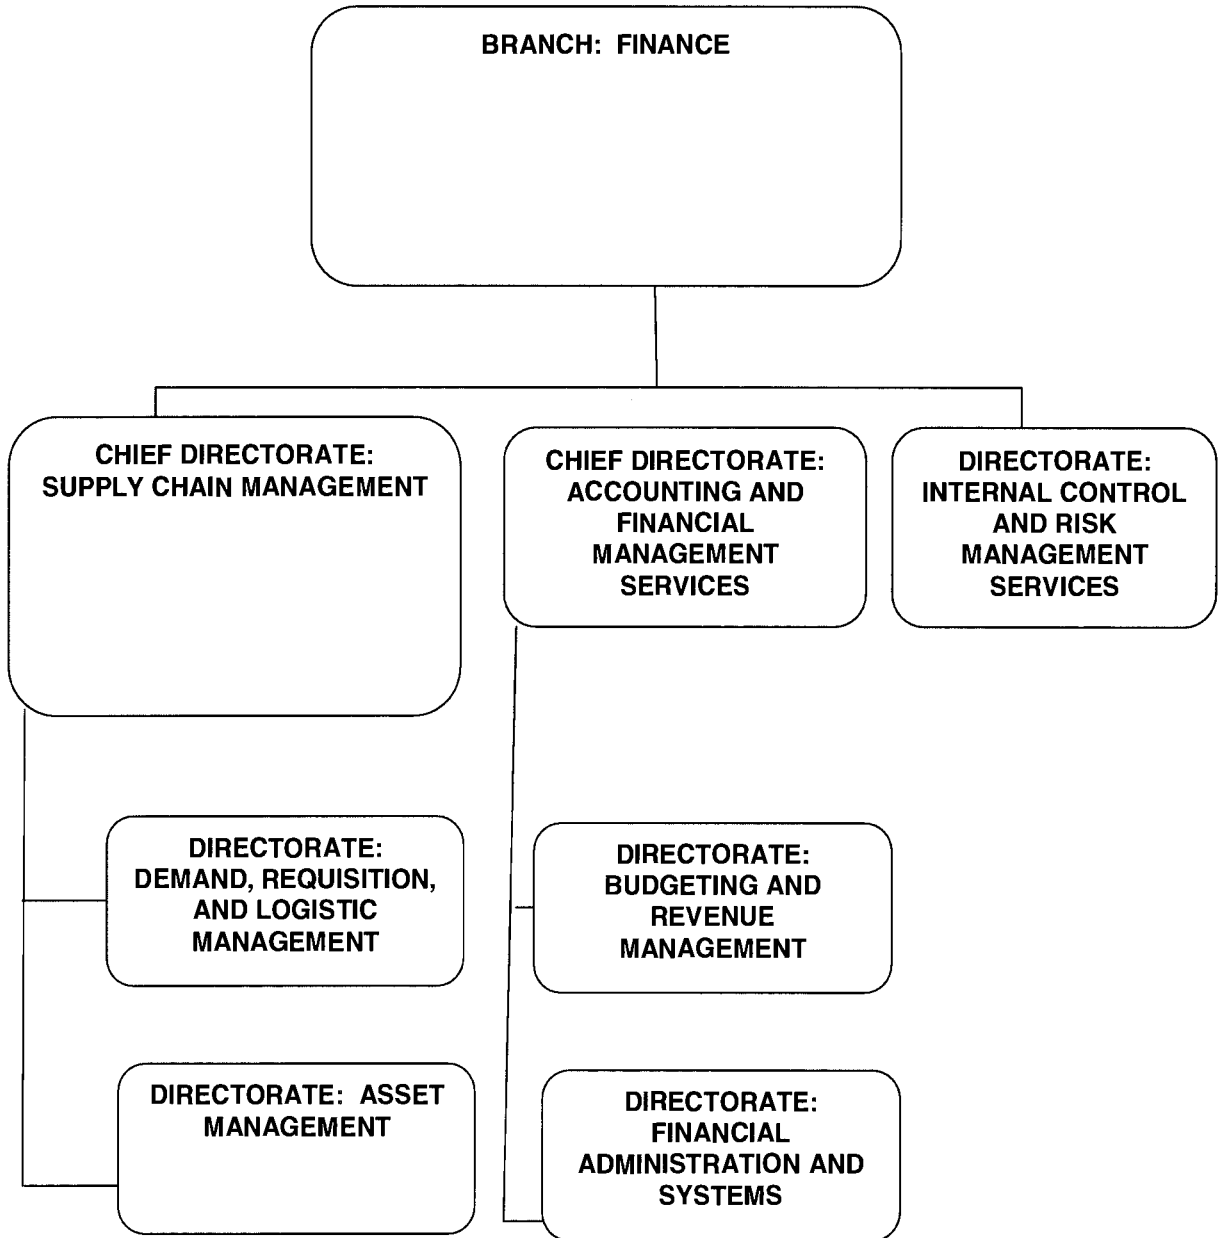 BRANCH: FINANCE
CHIEF DIRECTORATE:
SUPPLY CHAIN MANAGEMENT
CHIEF DIRECTORATE:
ACCOUNTING AND
FINANCIAL
MANAGEMENT
SERVICES
DIRECTORATE:
INTERNAL CONTROL
AND RISK
MANAGEMENT
SERVICES
DIRECTORATE:
DEMAND, REQUISITION,
AND LOGISTIC
MANAGEMENT
DIRECTORATE:
BUDGETING AND
REVENUE
MANAGEMENT
DIRECTORATE: ASSET
MANAGEMENT
DIRECTORATE:
FINANCIAL
ADMINISTRATION AND
SYSTEMS